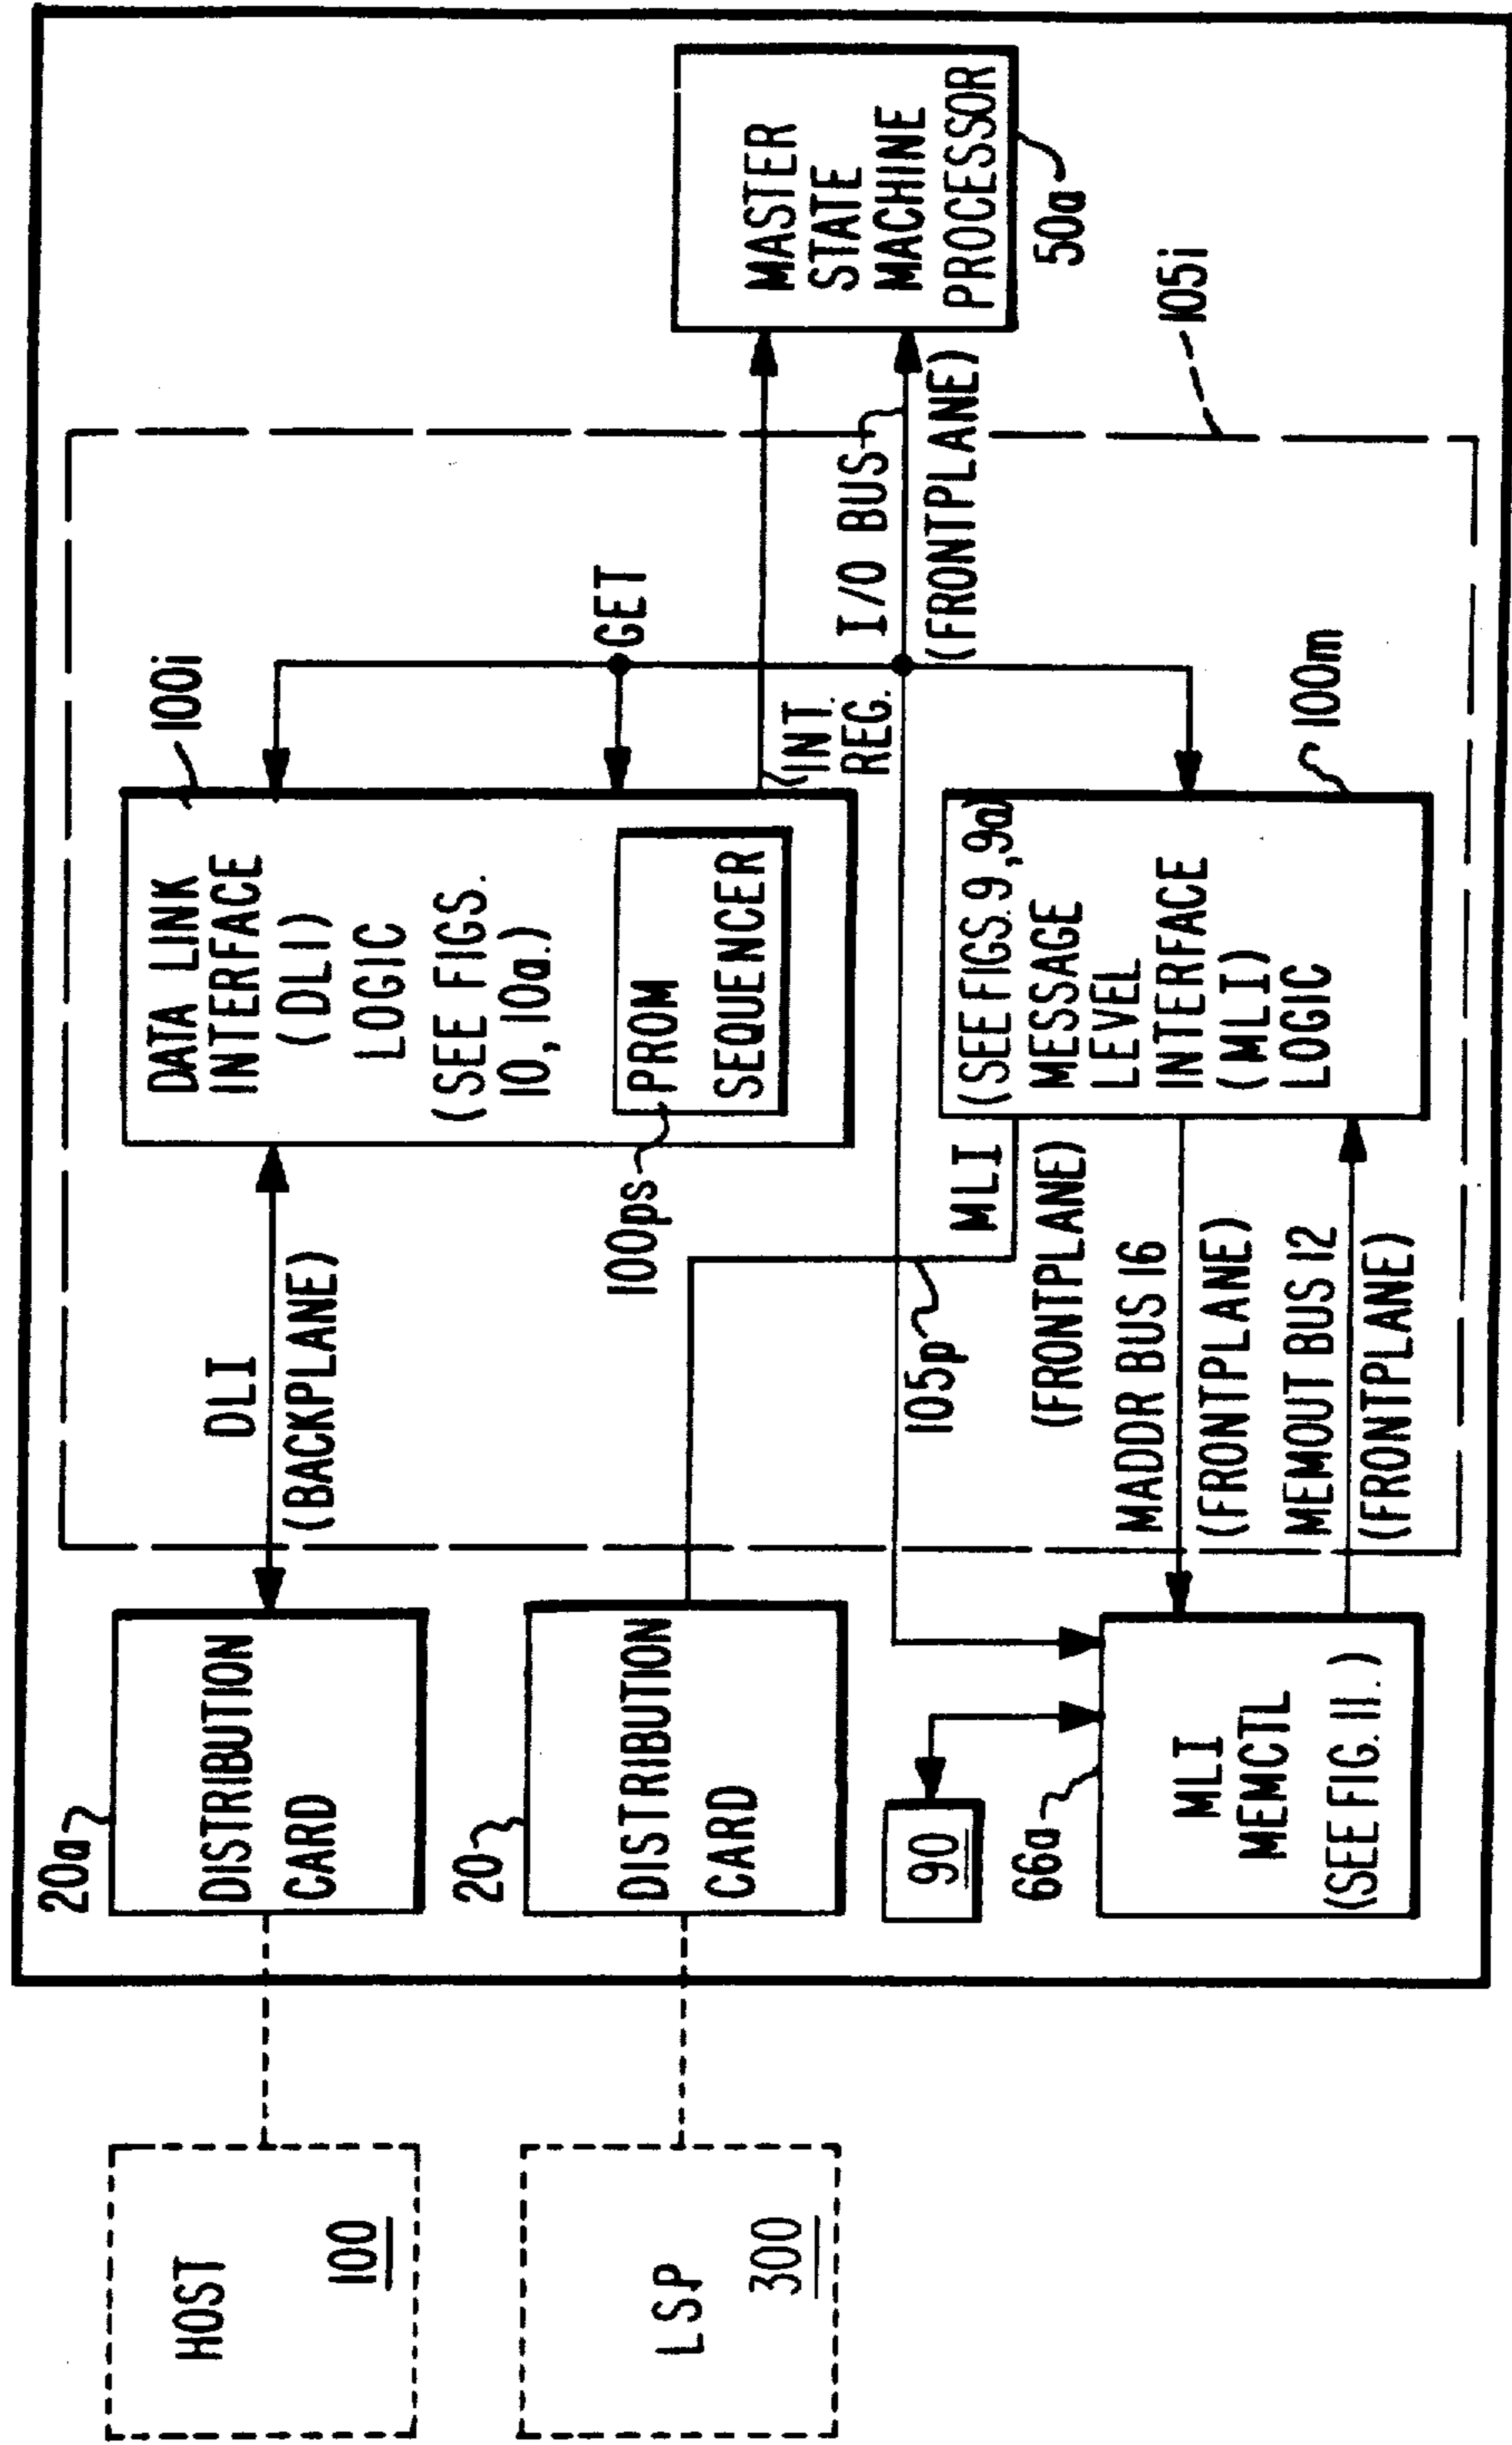 HOST
100
LSP
300
20a
DISTRIBUTION
CARD
20
DISTRIBUTION
CARD
90
66a
MLI
MEMCTL
(SEE FIG. 11.)
DLI
(BACKPLANE)
105p
MLI
(FRONTPLANE)
MADDR BUS 16
(FRONTPLANE)
MEMOUT BUS 12
(FRONTPLANE)
100i
DATA LINK
INTERFACE
(DLI)
LOGIC
(SEE FIGS.
10, 10a.)
100ps
PROM
SEQUENCER
(SEE FIGS. 9, 9a)
MESSAGE
LEVEL
INTERFACE
(MLI)
LOGIC
100m
GET
INT.
REG.
I/O BUS
(FRONTPLANE)
105i
MASTER
STATE
MACHINE
PROCESSOR
50a